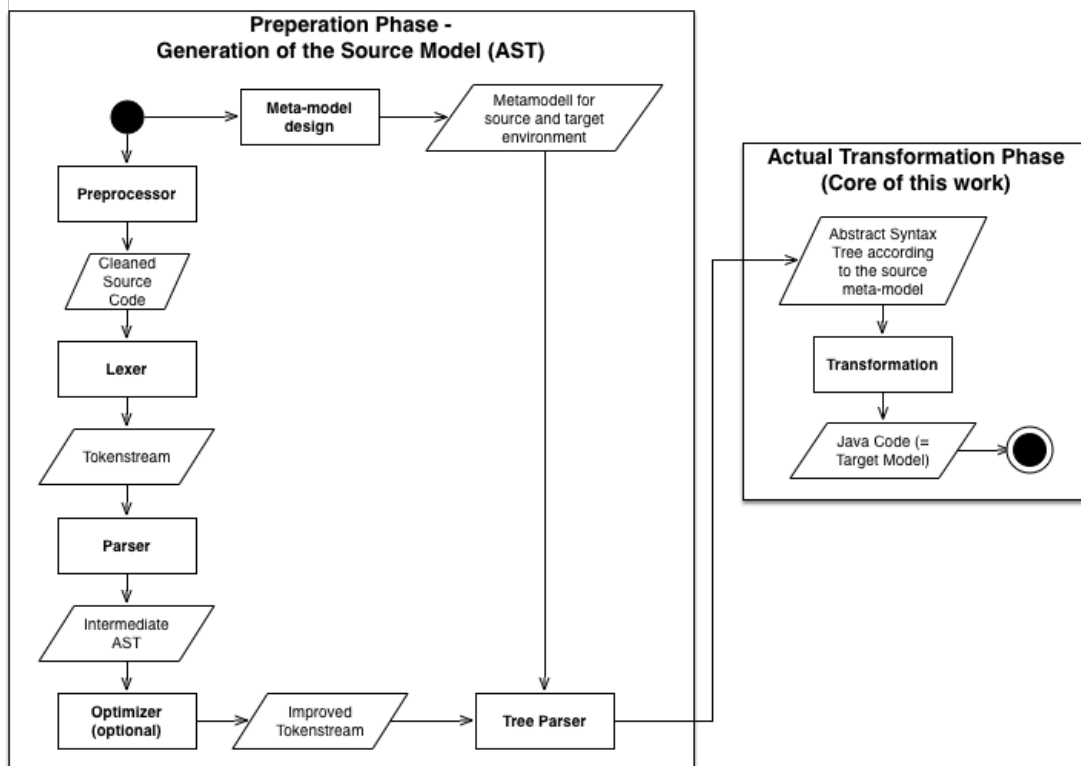 Preperation Phase -
Generation of the Source Model (AST)
Meta-model
design
Metamodell for
source and target
environment
Preprocessor
Cleaned
Source
Code
Lexer
Tokenstream
Parser
Intermediate
AST
Optimizer
(optional)
Improved
Tokenstream
Tree Parser
Actual Transformation Phase
(Core of this work)
Abstract Syntax
Tree according
to the source
meta-model
Transformation
Java Code (=
Target Model)